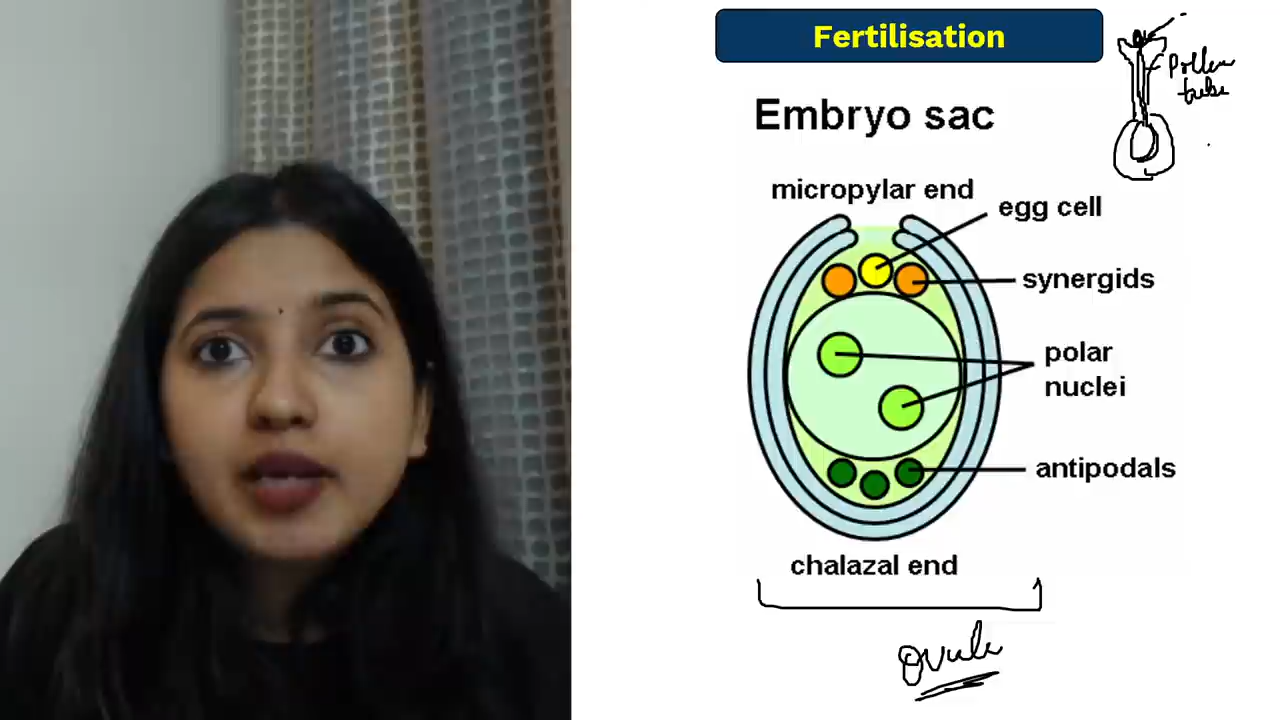 Fertilisation
Pollen
tube
Embryo sac
micropylar end
egg cell
synergids
polar
nuclei
antipodals
chalazal end
ovule